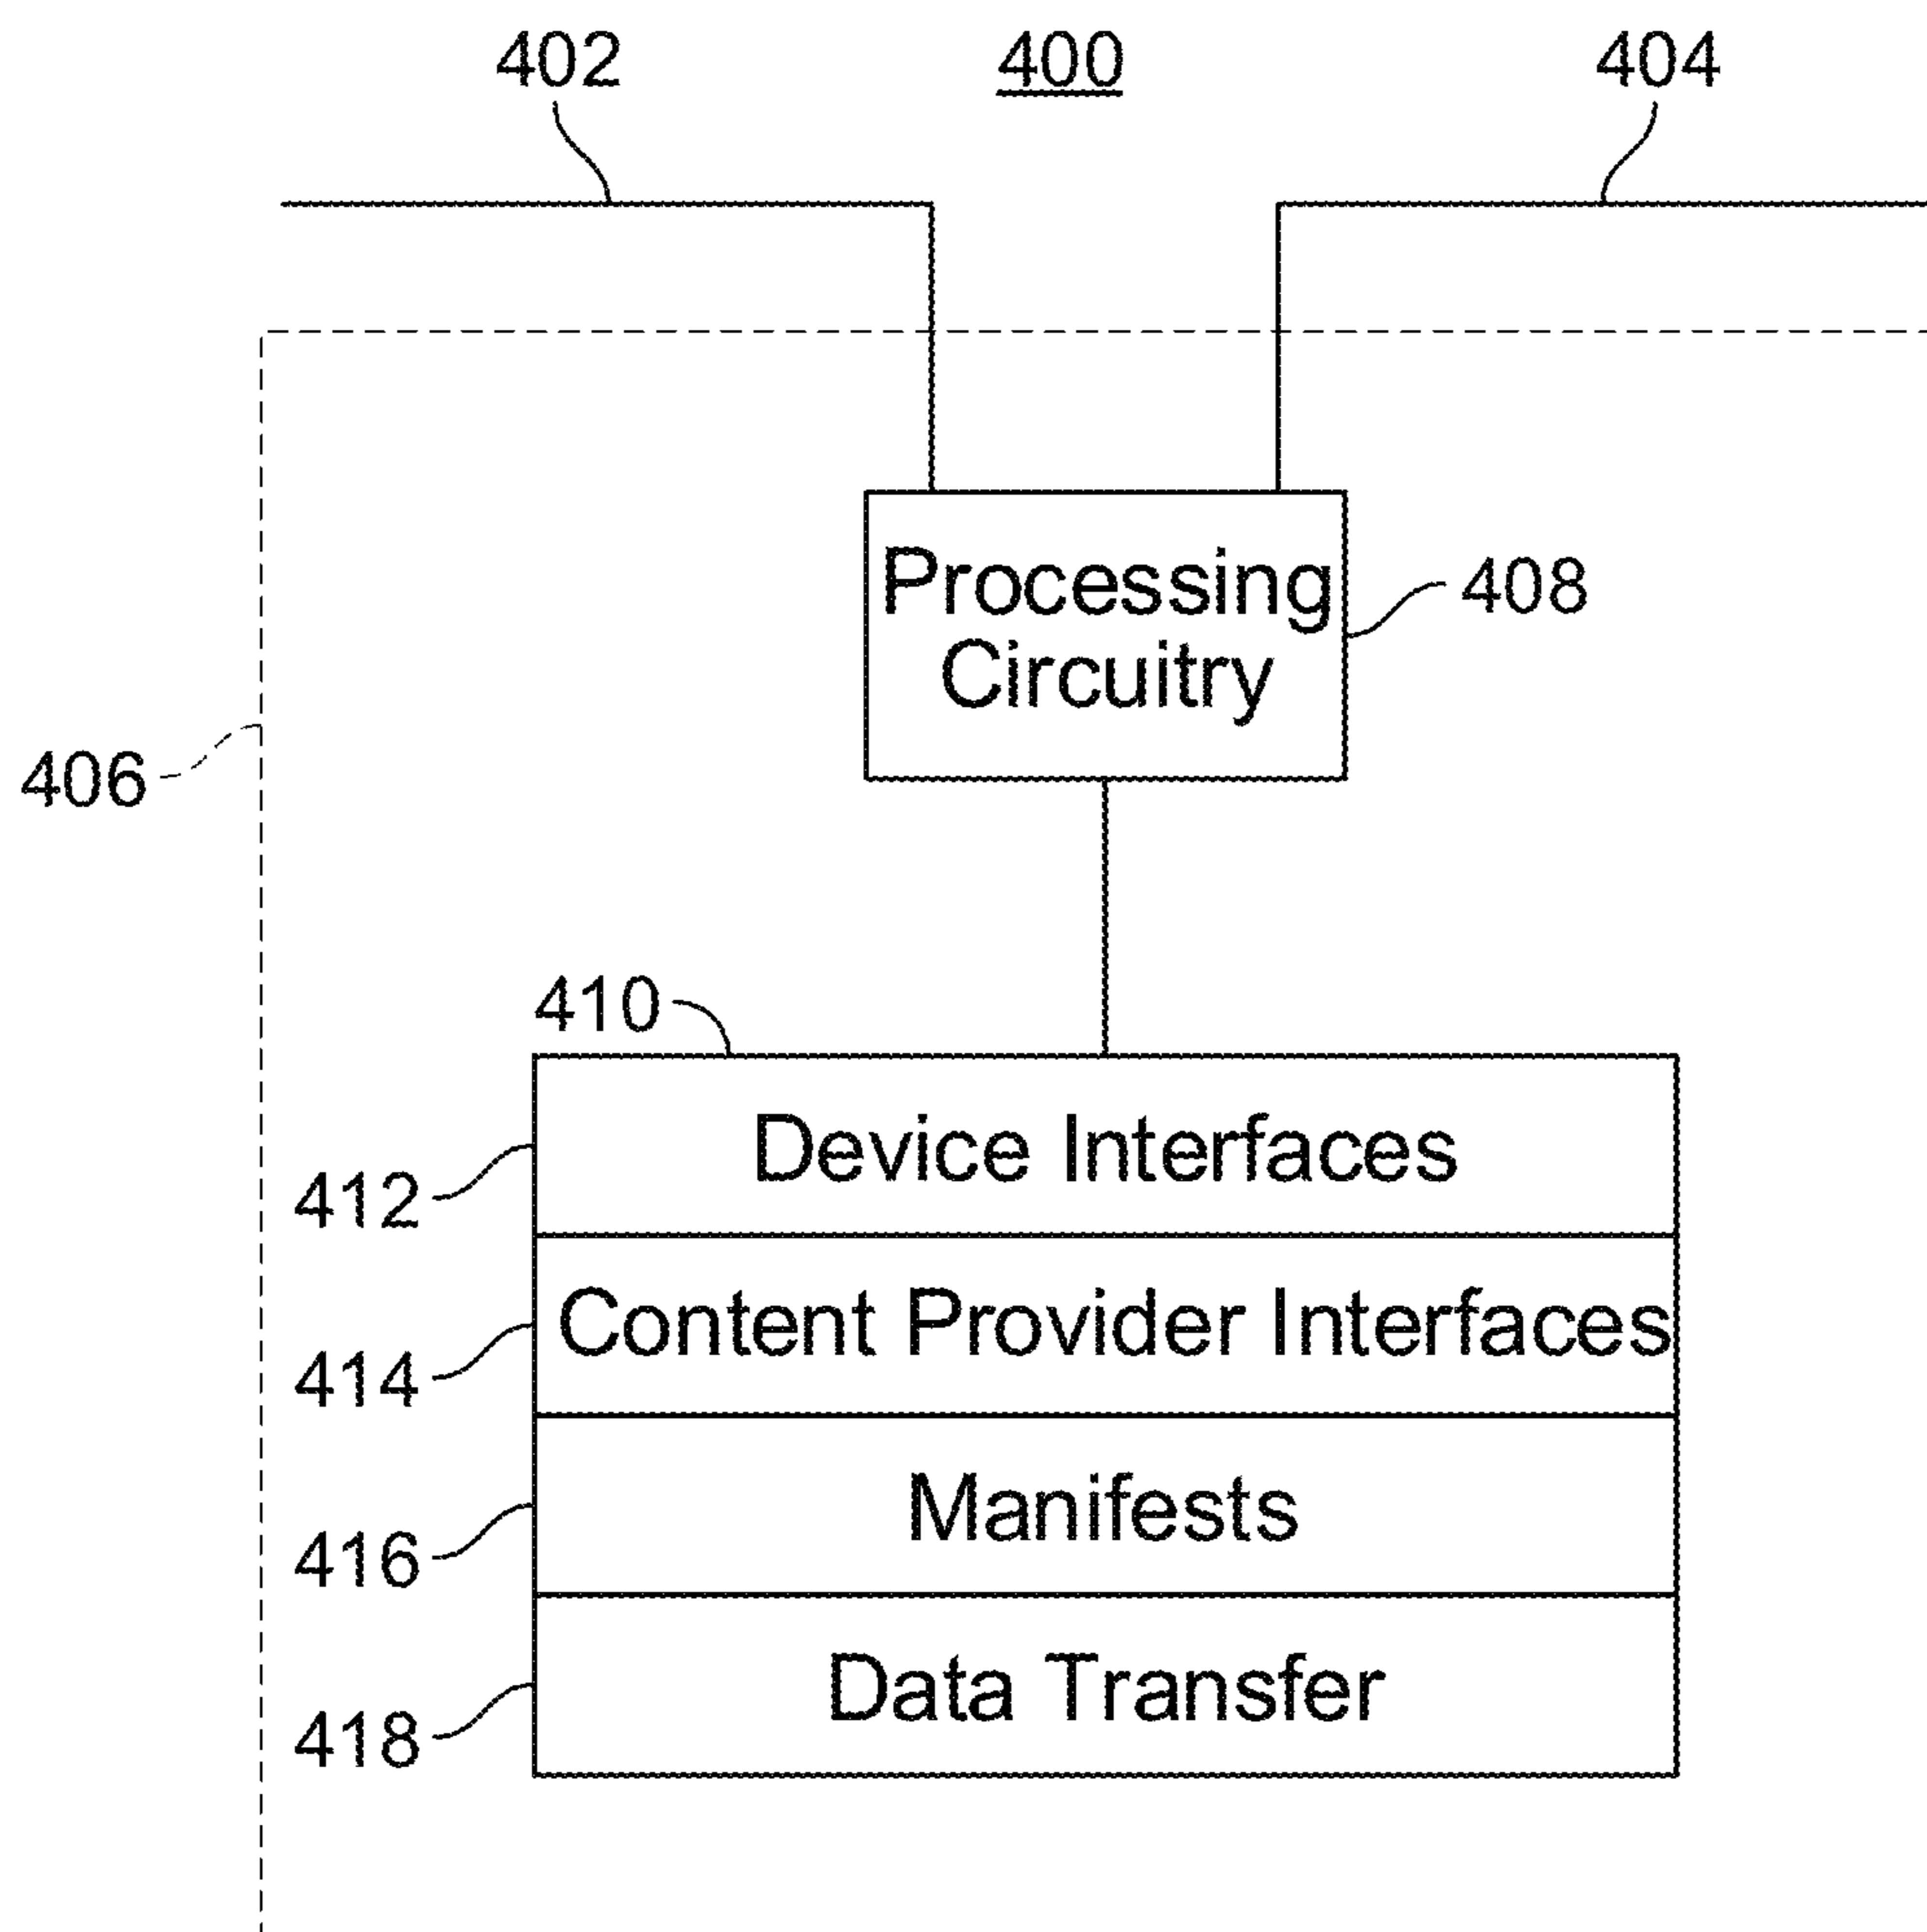 402 400 404
Processing
Circuitry
408
406
410
Device Interfaces
412
Content Provider Interfaces
414
Manifests
416
Data Transfer
418